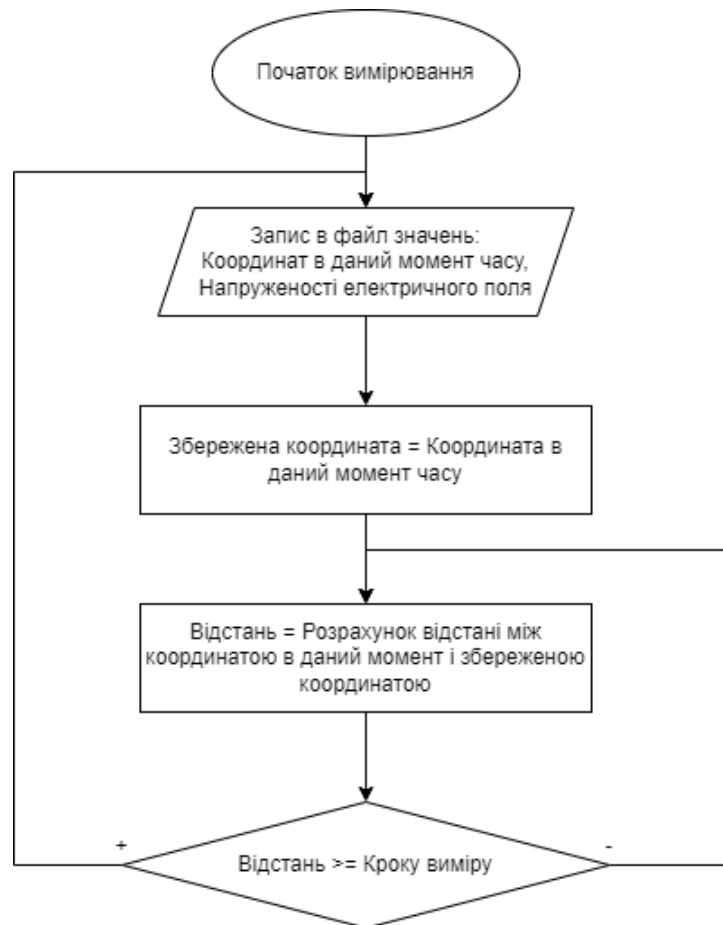 Початок вимірювання
Запис в файл значень:
Координат в даний момент часу,
Напруженості електричного поля
Збережена координата = Координата в
даний момент часу
Відстань = Розрахунок відстані між
координатою в даний момент і збереженою
координатою
+
-
Відстань >= Кроку виміру